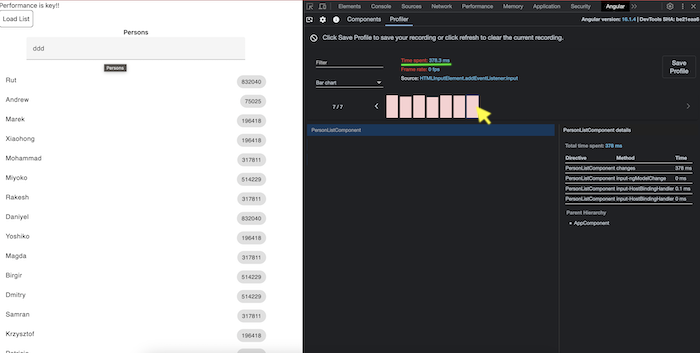 Performance is key!!
Load List
Persons
ddd
Persons
Rut 832040
Andrew 75025
Marek 196418
Xiaohong 196418
Mohammad 317811
Miyoko 514229
Rakesh 317811
Daniyel 832040
Yoshiko 196418
Magda 317811
Birgir 514229
Dmitry 514229
Samran 317811
Krzysztof 196418
Elements Console Sources Network Performance Memory Application Security Angular
Components Profiler
Angular version: 16.1.4 | DevTools SHA: be21eae
Click Save Profile to save your recording or click refresh to clear the current recording.
Filter
Time spent: 378.3 ms
Frame rate: 0 fps
Bar chart
Source: HTMLInputElement.addEventListener:input
Save
Profile
7 / 7
PersonListComponent
PersonListComponent details
Total time spent: 378 ms
Directive Method Time
PersonListComponent changes 378 ms
PersonListComponent Input-ngModelChange 0 ms
PersonListComponent Input-HostBindingHandler 0.1 ms
PersonListComponent Input-HostBindingHandler 0 ms
Parent Hierarchy
AppComponent